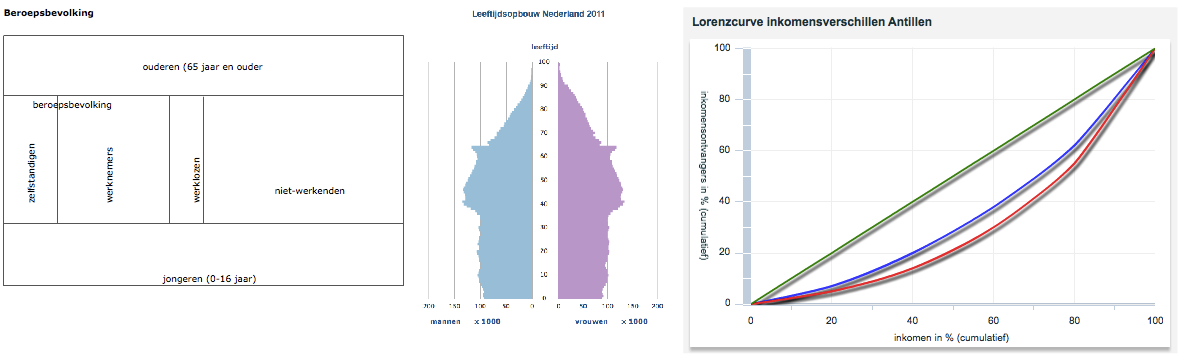 Beroepsbevolking
ouderen (65 jaar en ouder
beroepsbevolking
zelfstandigen
werknemers
werklozen
niet-werkenden
jongeren (0-16 jaar)
Leeftijdsopbouw Nederland 2011
leeftijd
100
90
80
70
60
50
40
30
20
10
0
200 150 100 50 0 0 50 100 150 200
mannen x 1000 vrouwen x 1000
Lorenzcurve inkomensverschillen Antillen
inkomensontvangers in % (cumulatief)
100
80
60
40
20
0
0 20 40 60 80 100
inkomen in % (cumulatief)